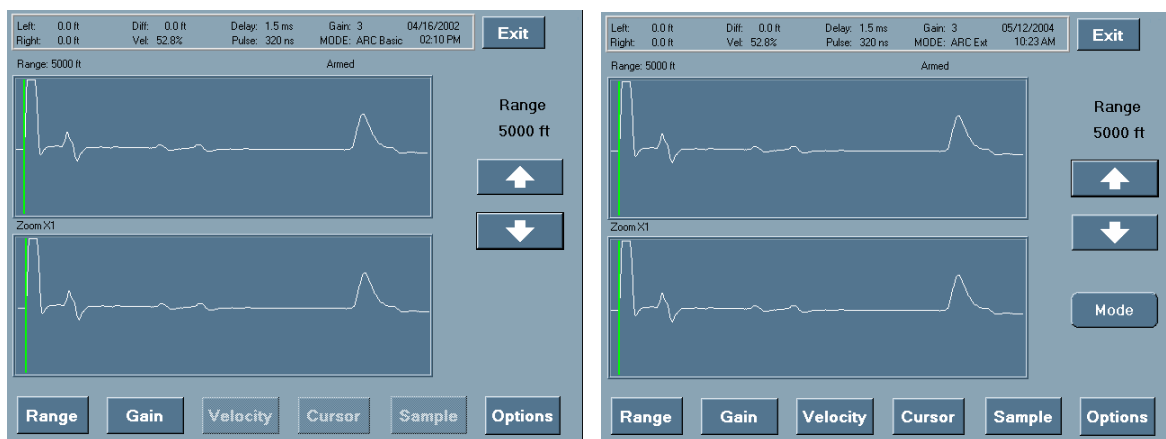 Left: 0.0 ft Diff: 0.0 ft Delay: 1.5 ms Gain: 3 04/16/2002
Right: 0.0 ft Vel: 52.8% Pulse: 320 ns MODE: ARC Basic 02:10 PM
Exit
Range: 5000 ft Armed
Range
5000 ft
Zoom X1
Range Gain Velocity Cursor Sample Options
Left: 0.0 ft Diff: 0.0 ft Delay: 1.5 ms Gain: 3 05/12/2004
Right: 0.0 ft Vel: 52.8% Pulse: 320 ns MODE: ARC Ext 10:23 AM
Exit
Range: 5000 ft Armed
Range
5000 ft
Zoom X1
Mode
Range Gain Velocity Cursor Sample Options